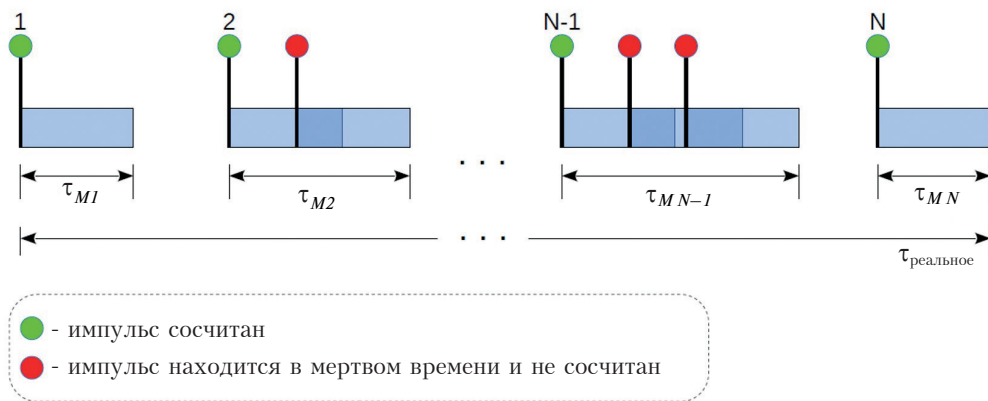 1 2 N-1 N
. . .
τM1 τM2 τM N−1 τM N
. . .
τреальное
- импульс сосчитан
- импульс находится в мертвом времени и не сосчитан